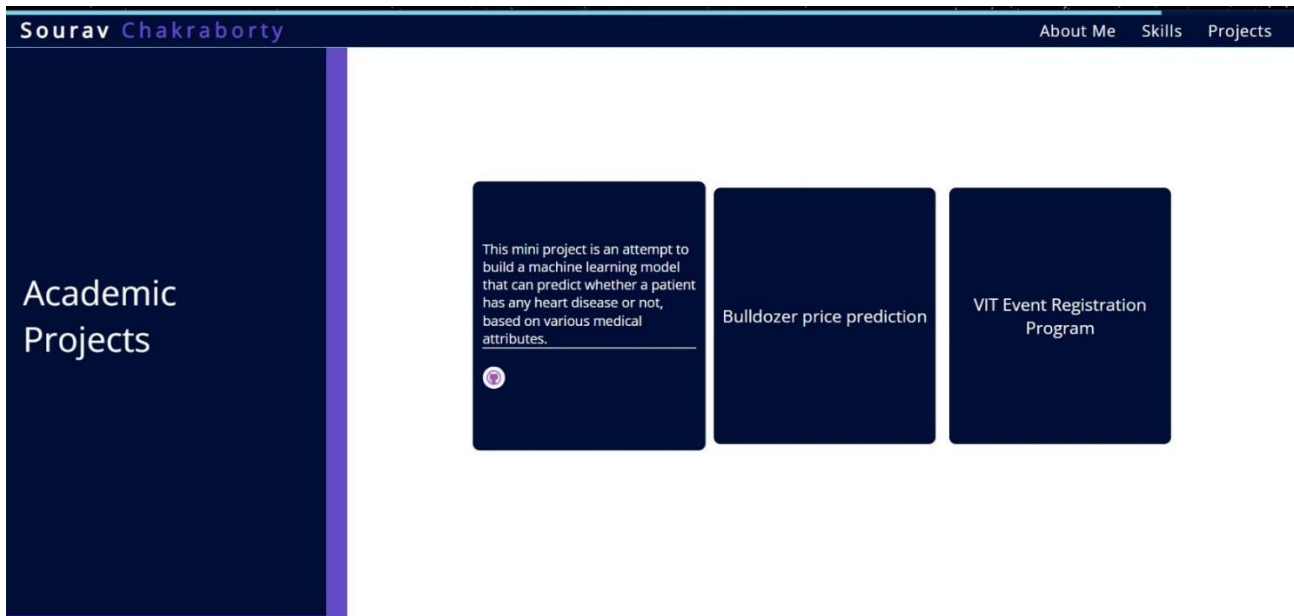 Sourav Chakraborty
About Me Skills Projects
Academic
Projects
This mini project is an attempt to
build a machine learning model
that can predict whether a patient
has any heart disease or not,
based on various medical
attributes.
Bulldozer price prediction
VIT Event Registration
Program